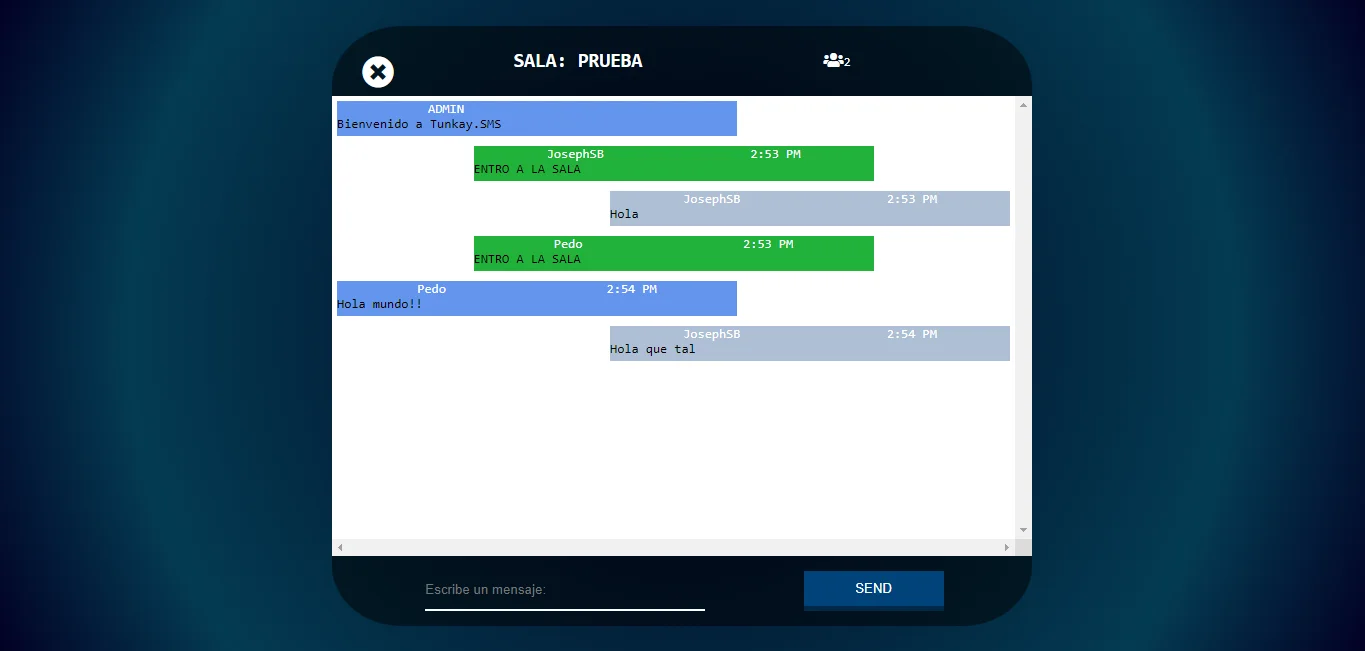 SALA: PRUEBA 2
ADMIN
Bienvenido a Tunkay.SMS
JosephSB 2:53 PM
ENTRO A LA SALA
JosephSB 2:53 PM
Hola
Pedo 2:53 PM
ENTRO A LA SALA
Pedo 2:54 PM
Hola mundo!!
JosephSB 2:54 PM
Hola que tal
Escribe un mensaje: SEND